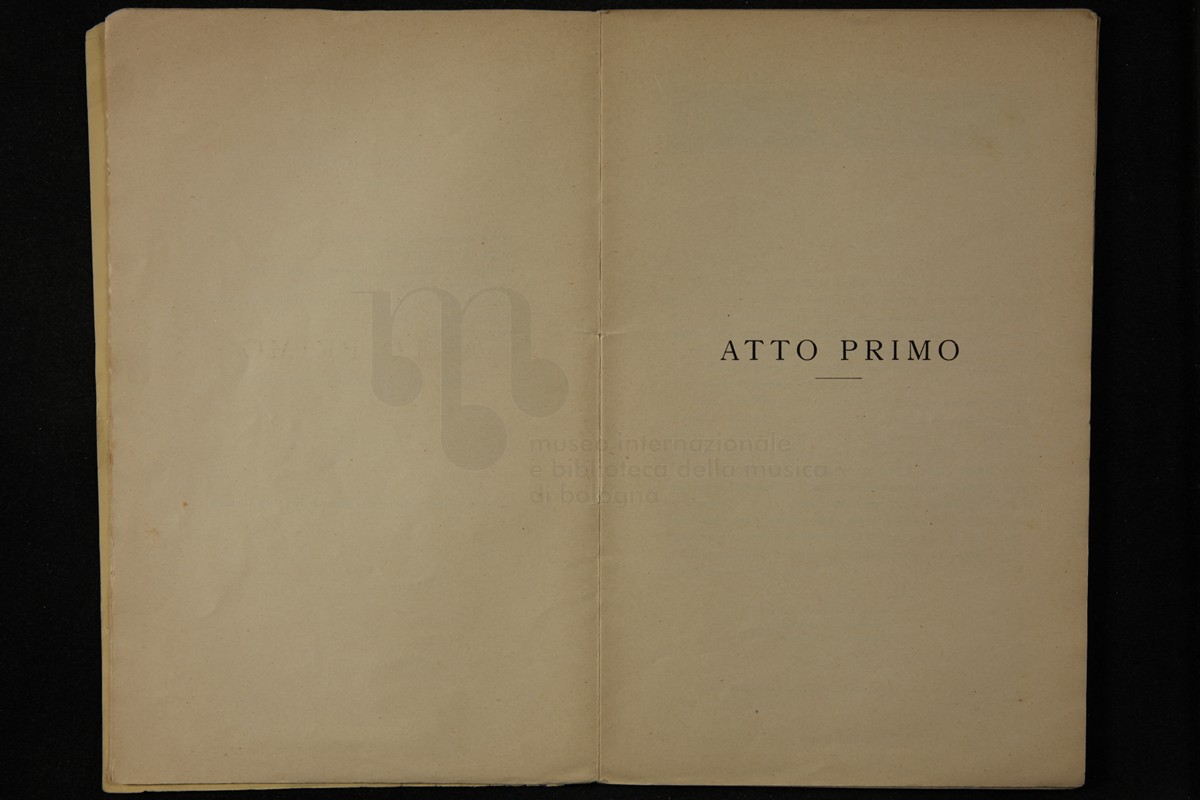 ATTO PRIMO
museo internazionale
e biblioteca della musica
di bologna